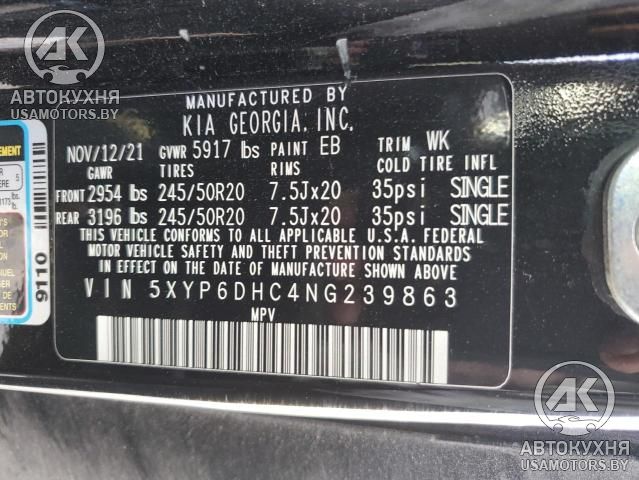 АК
АВТОКУХНЯ
USAMOTORS.BY
MANUFACTURED BY
KIA GEORGIA, INC.
NOV/12/21 GVWR 5917 lbs PAINT EB TRIM WK
GAWR TIRES RIMS COLD TIRE INFL
FRONT 2954 lbs 245/50R20 7.5Jx20 35psi SINGLE
REAR 3196 lbs 245/50R20 7.5Jx20 35psi SINGLE
THIS VEHICLE CONFORMS TO ALL APPLICABLE U.S.A. FEDERAL
MOTOR VEHICLE SAFETY AND THEFT PREVENTION STANDARDS
IN EFFECT ON THE DATE OF MANUFACTURE SHOWN ABOVE
VIN 5XYP6DHC4NG239863
MPV
9110
АК
АВТОКУХНЯ
USAMOTORS.BY